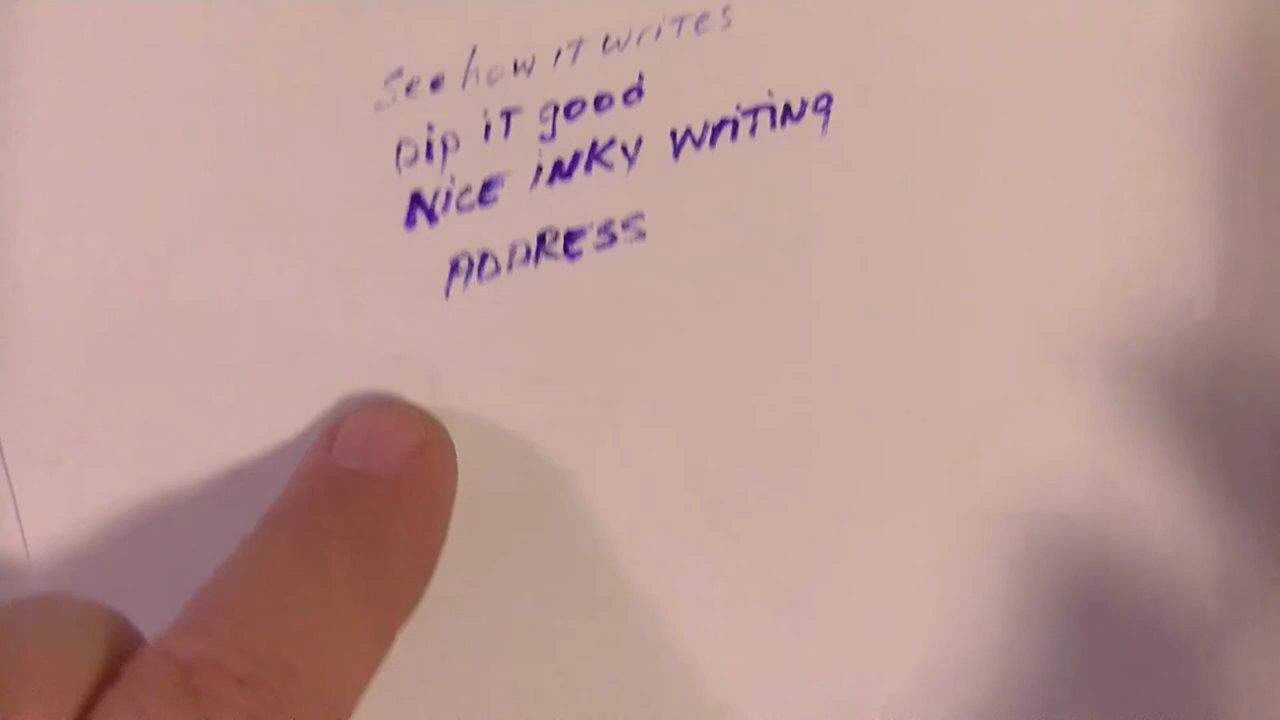 See how iT writes
Dip iT good
NicE iNKy WriTiNg
ADDRESS